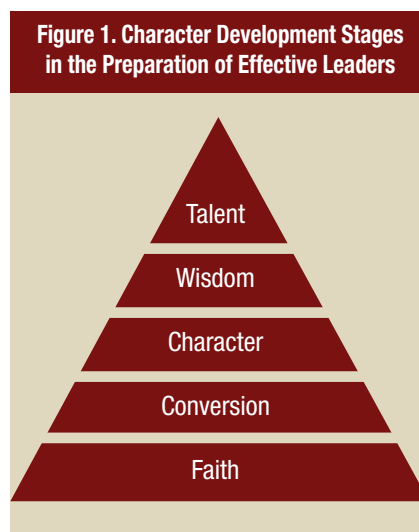 Figure 1. Character Development Stages
in the Preparation of Effective Leaders
Talent
Wisdom
Character
Conversion
Faith